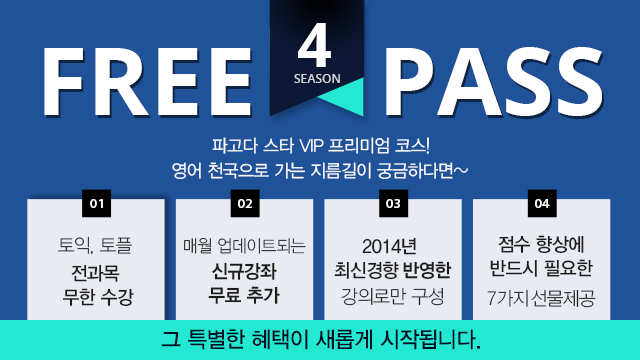 FREE 4 PASS
SEASON
파고다 스타 VIP 프리미엄 코스!
영어 천국으로 가는 지름길이 궁금하다면~
01
토익, 토플
전과목
무한 수강
02
매월 업데이트되는
신규강좌
무료 추가
03
2014년
최신경향 반영한
강의로만 구성
04
점수 향상에
반드시 필요한
7가지 선물제공
그 특별한 혜택이 새롭게 시작됩니다.